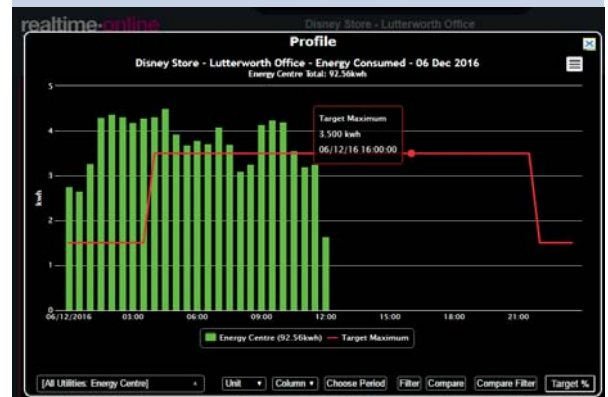 realtime-online
Disney Store - Lutterworth Office
Profile
Disney Store - Lutterworth Office - Energy Consumed - 06 Dec 2016
Energy Centre Total: 92.56kwh
5
4
3
2
1
0
kwh
Target Maximum
3.500 kwh
06/12/16 16:00:00
06/12/2016 03:00 06:00 09:00 12:00 15:00 18:00 21:00
Energy Centre (92.56kwh) Target Maximum
[All Utilities: Energy Centre] Unit Column Choose Period Filter Compare Compare Filter Target %